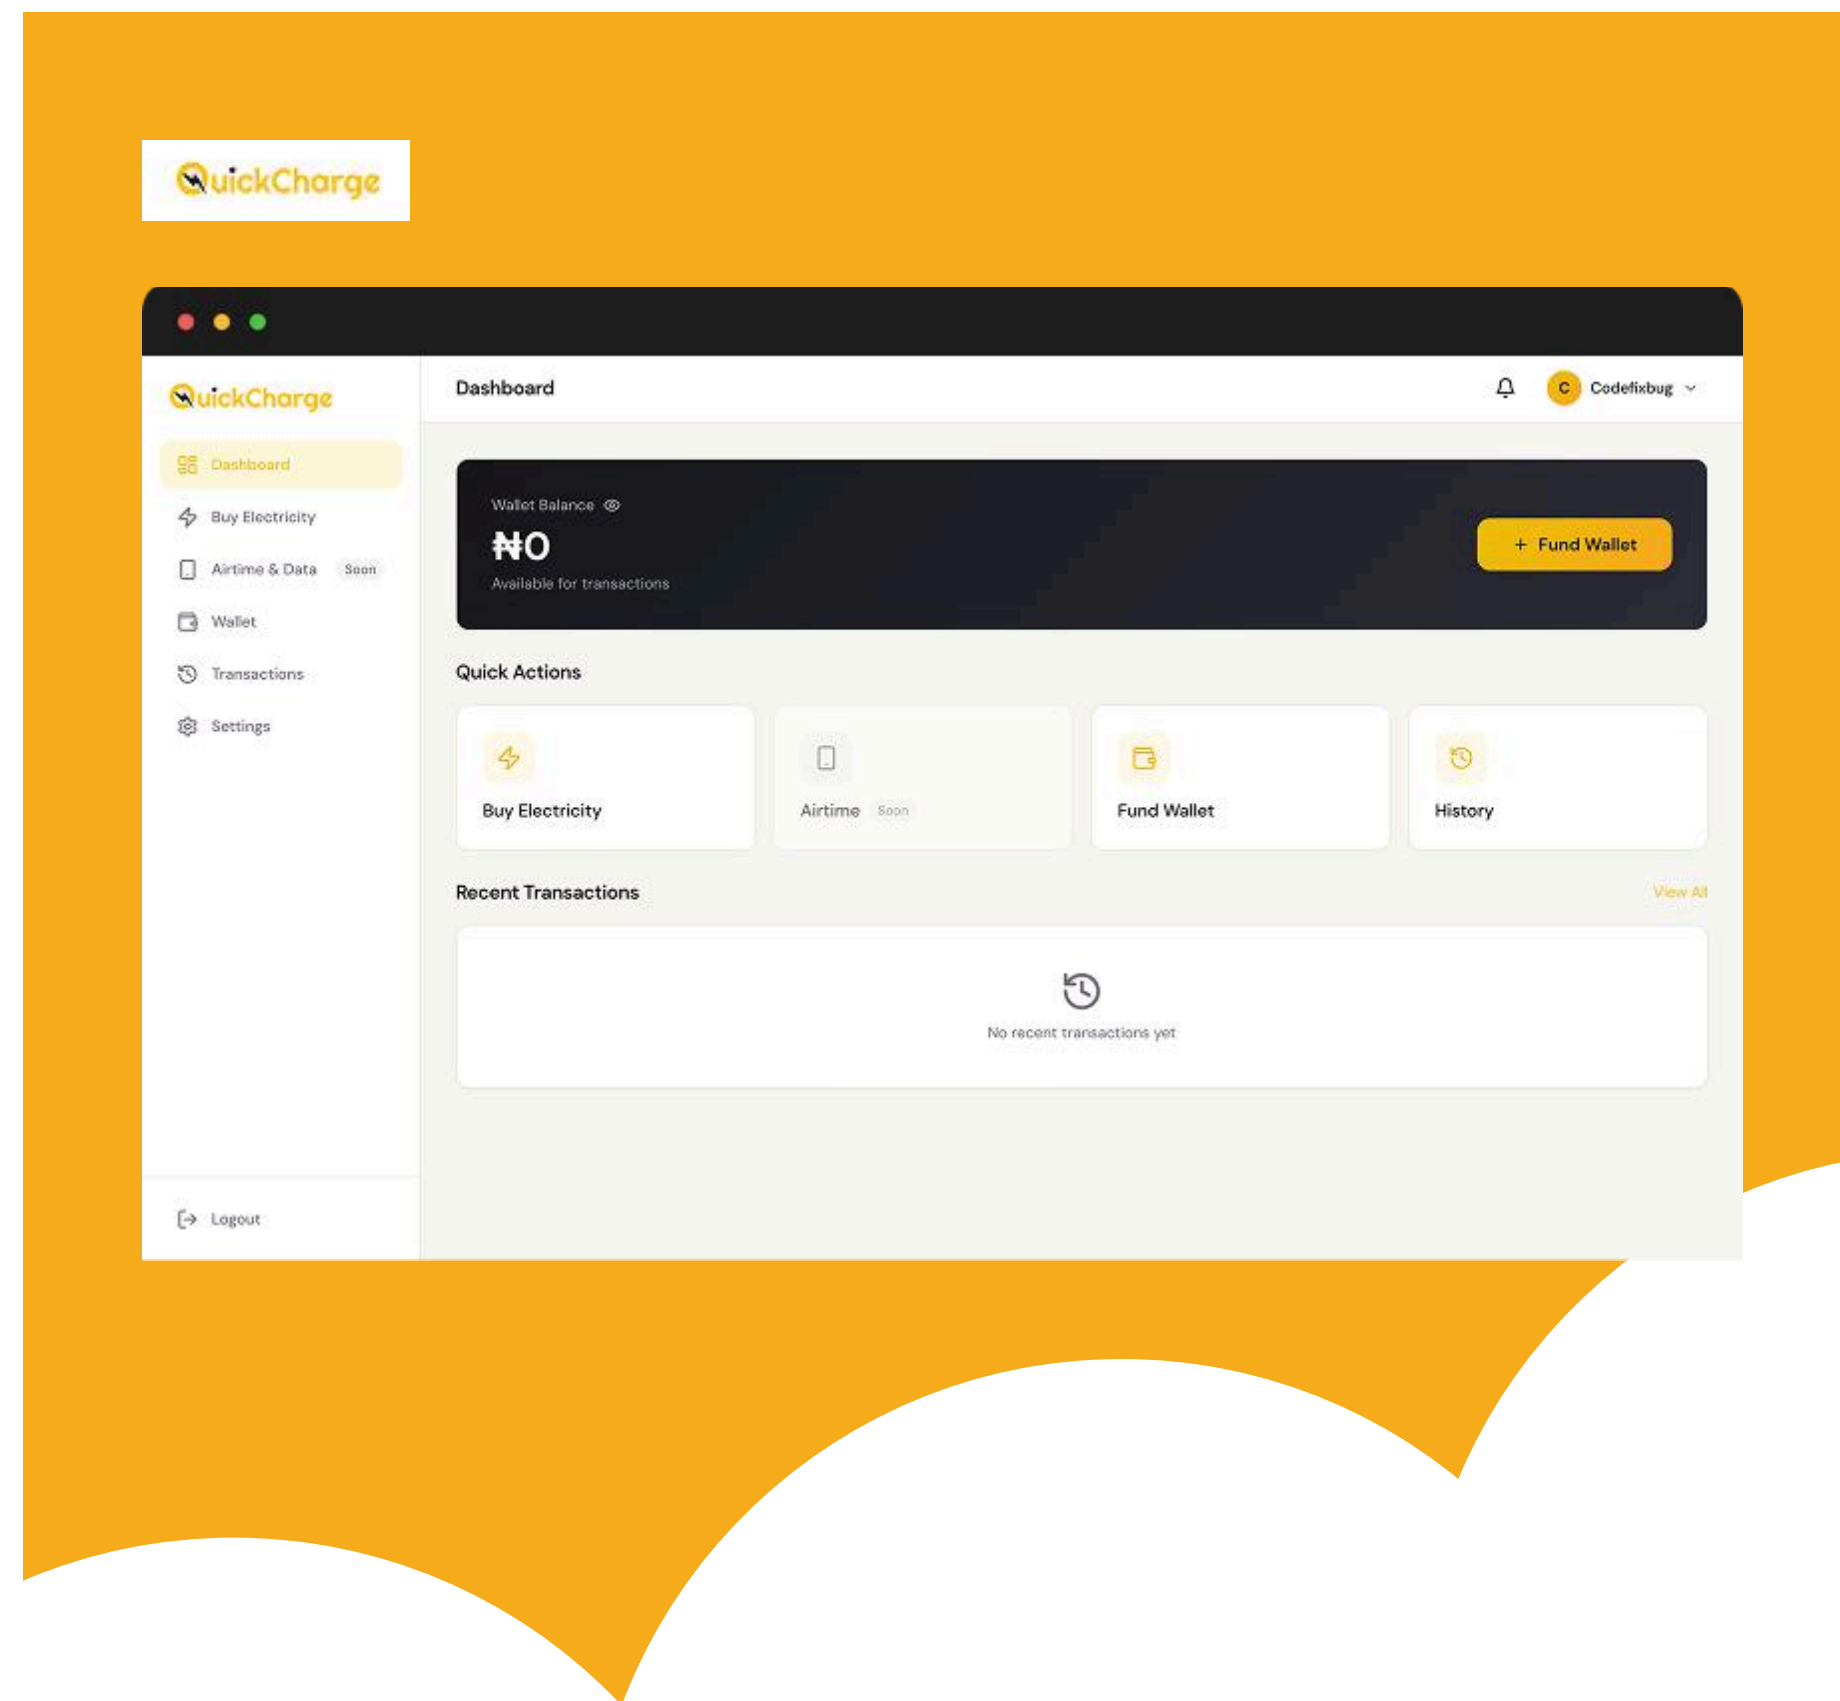 QuickCharge
QuickCharge
Dashboard
Codefixbug
C
Dashboard
Buy Electricity
Airtime & Data Soon
Wallet
Transactions
Settings
Logout
Wallet Balance
₦0
Available for transactions
+ Fund Wallet
Quick Actions
Buy Electricity
Airtime Soon
Fund Wallet
History
Recent Transactions
View All
No recent transactions yet